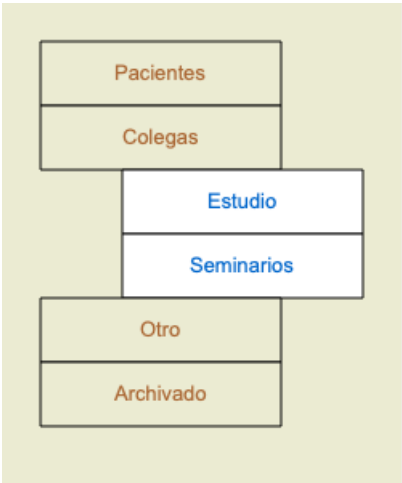 Pacientes
Colegas
Estudio
Seminarios
Otro
Archivado